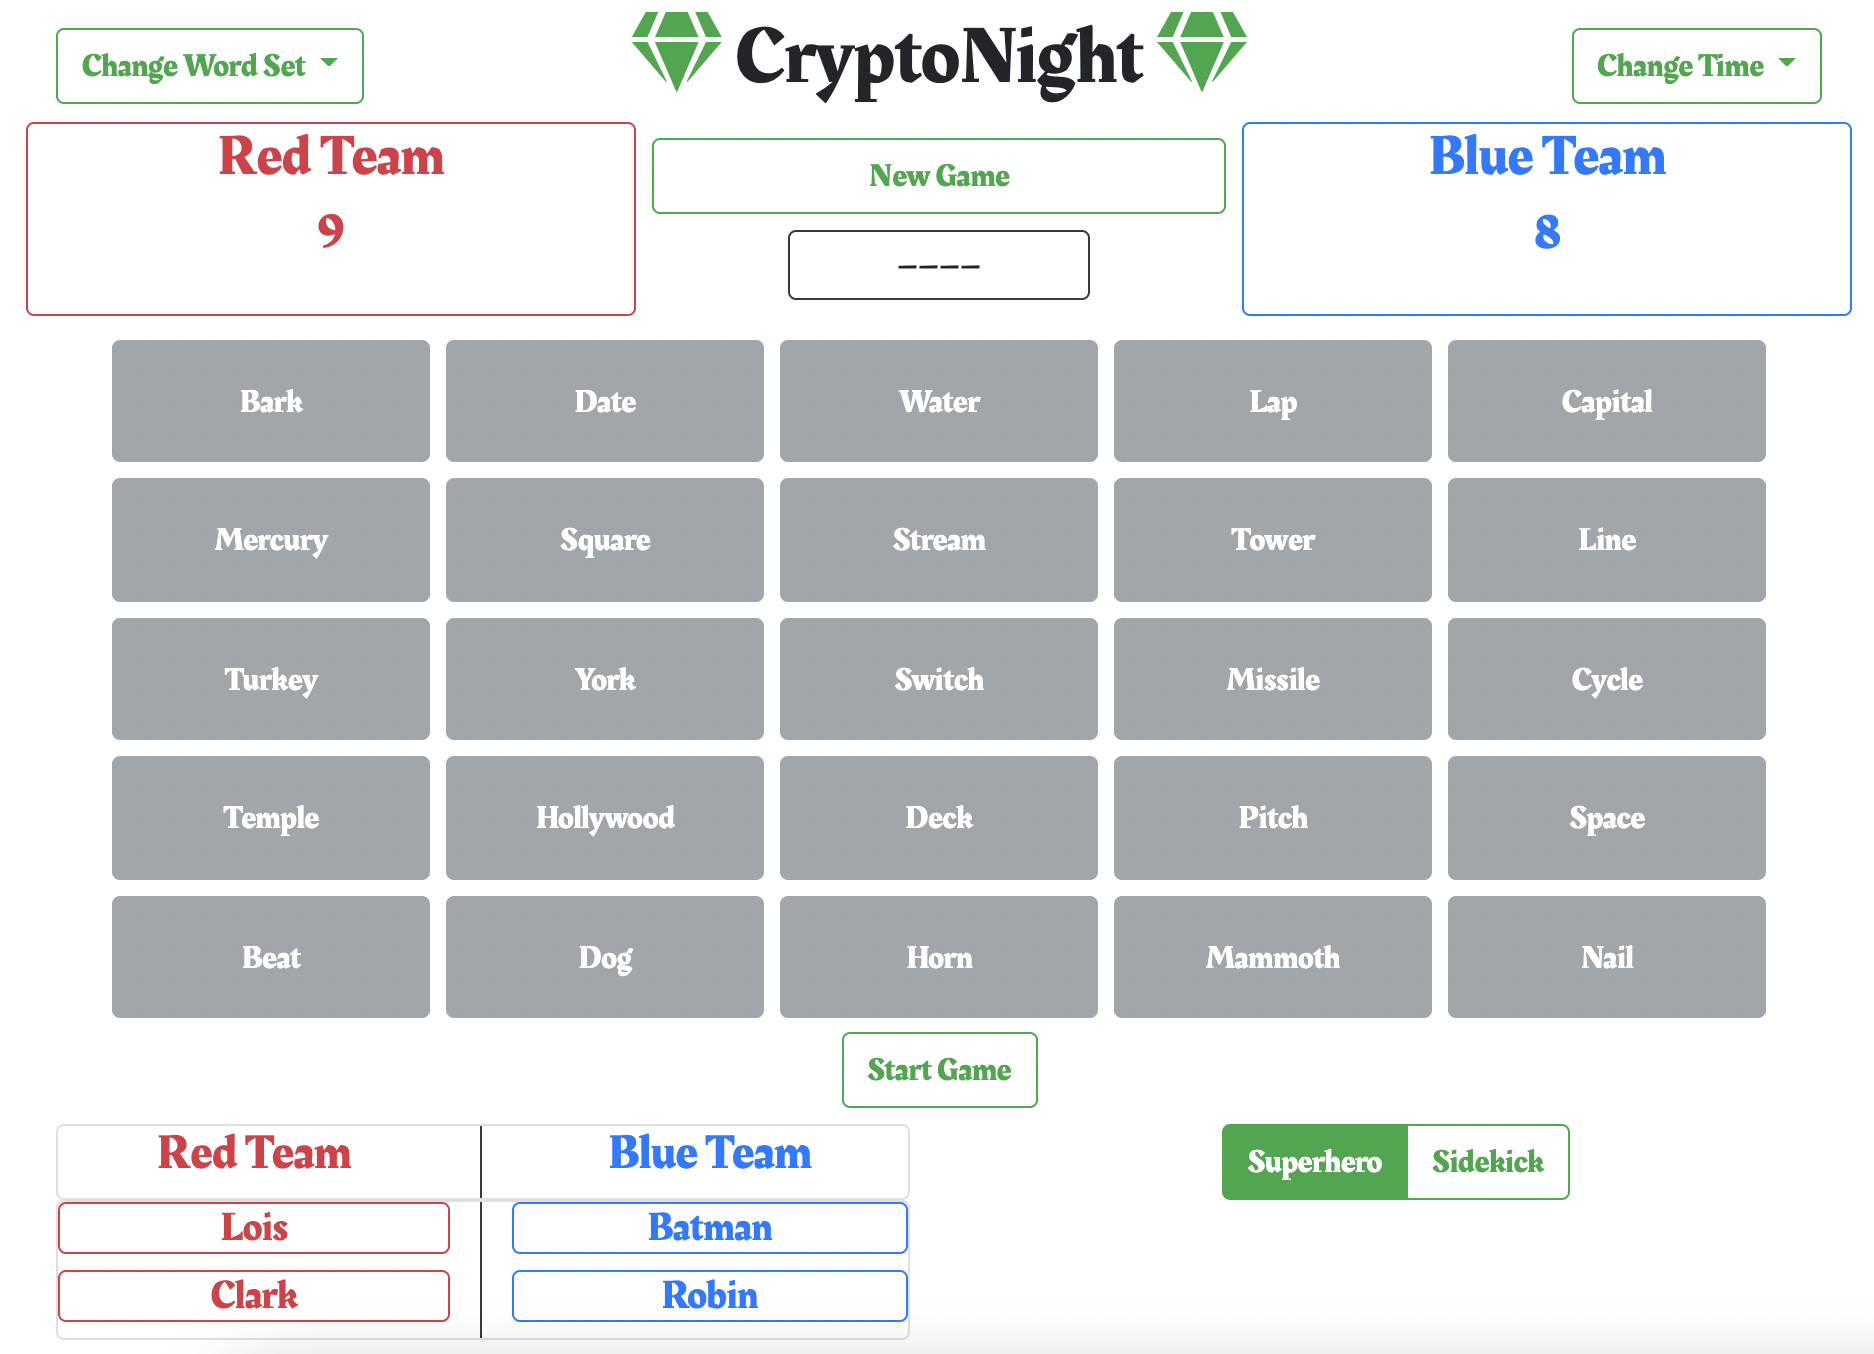 Change Word Set
CryptoNight
Change Time
Red Team
9
New Game
----
Blue Team
8
Bark
Date
Water
Lap
Capital
Mercury
Square
Stream
Tower
Line
Turkey
York
Switch
Missile
Cycle
Temple
Hollywood
Deck
Pitch
Space
Beat
Dog
Horn
Mammoth
Nail
Start Game
Red Team
Blue Team
Lois
Batman
Clark
Robin
Superhero
Sidekick